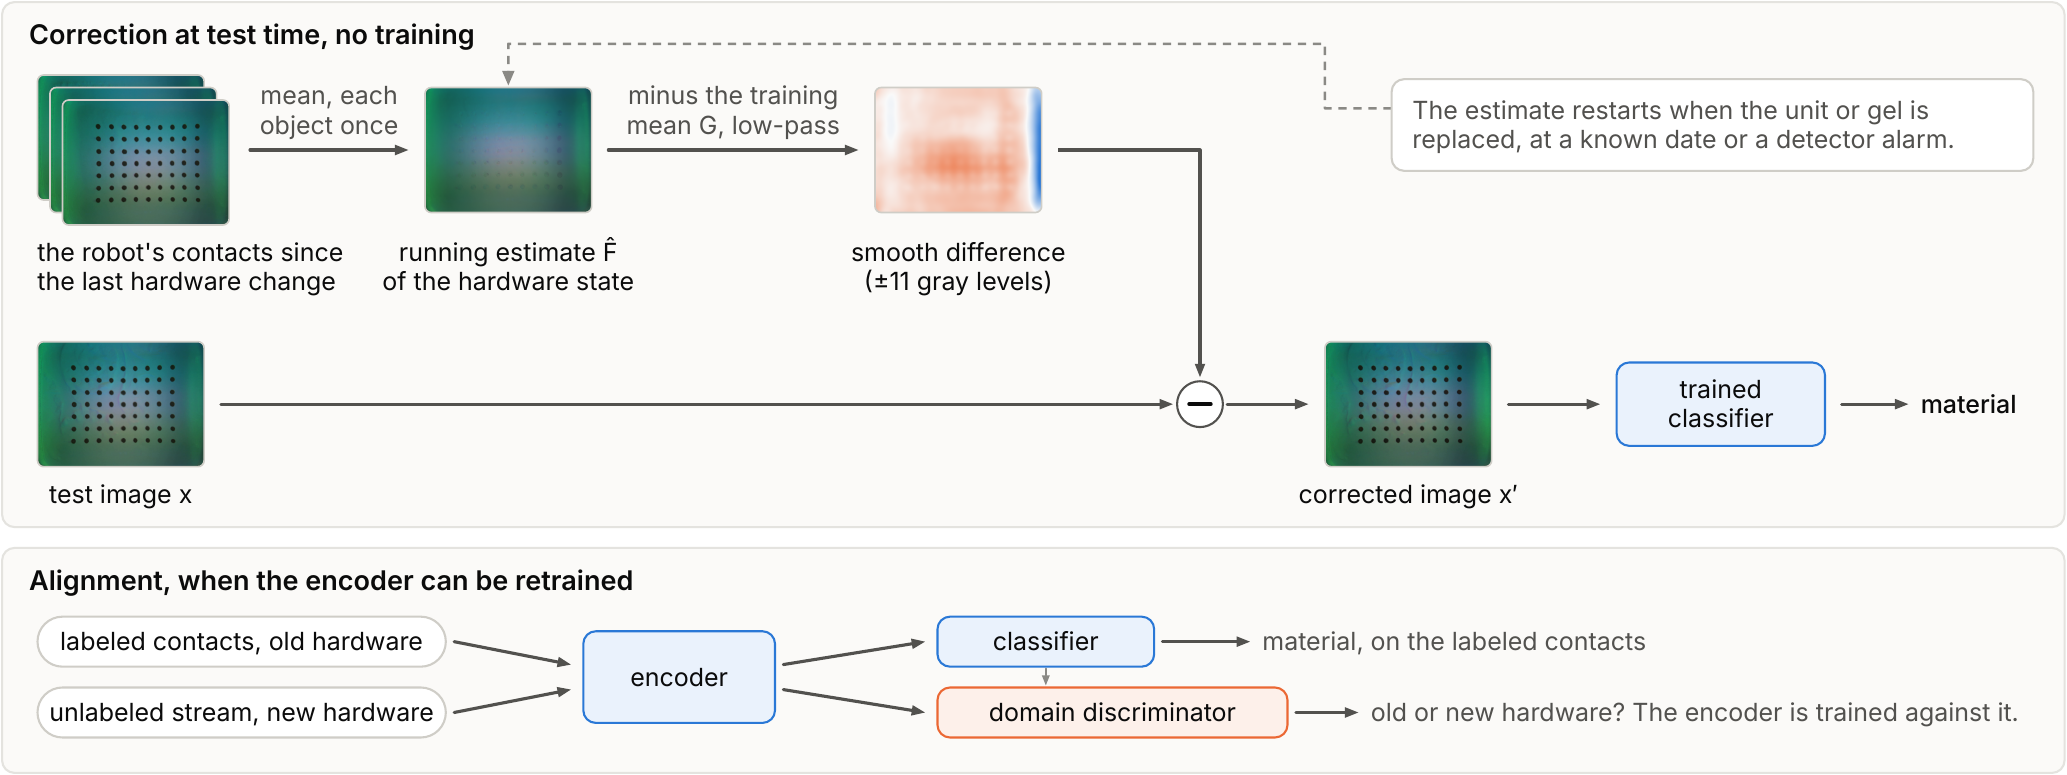 Correction at test time, no training
mean, each
object once
minus the training
mean G, low-pass
The estimate restarts when the unit or gel is
replaced, at a known date or a detector alarm.
the robot's contacts since
the last hardware change
running estimate F̂
of the hardware state
smooth difference
(±11 gray levels)
trained
classifier
material
test image x
corrected image x′
Alignment, when the encoder can be retrained
labeled contacts, old hardware
unlabeled stream, new hardware
encoder
classifier
material, on the labeled contacts
domain discriminator
old or new hardware? The encoder is trained against it.